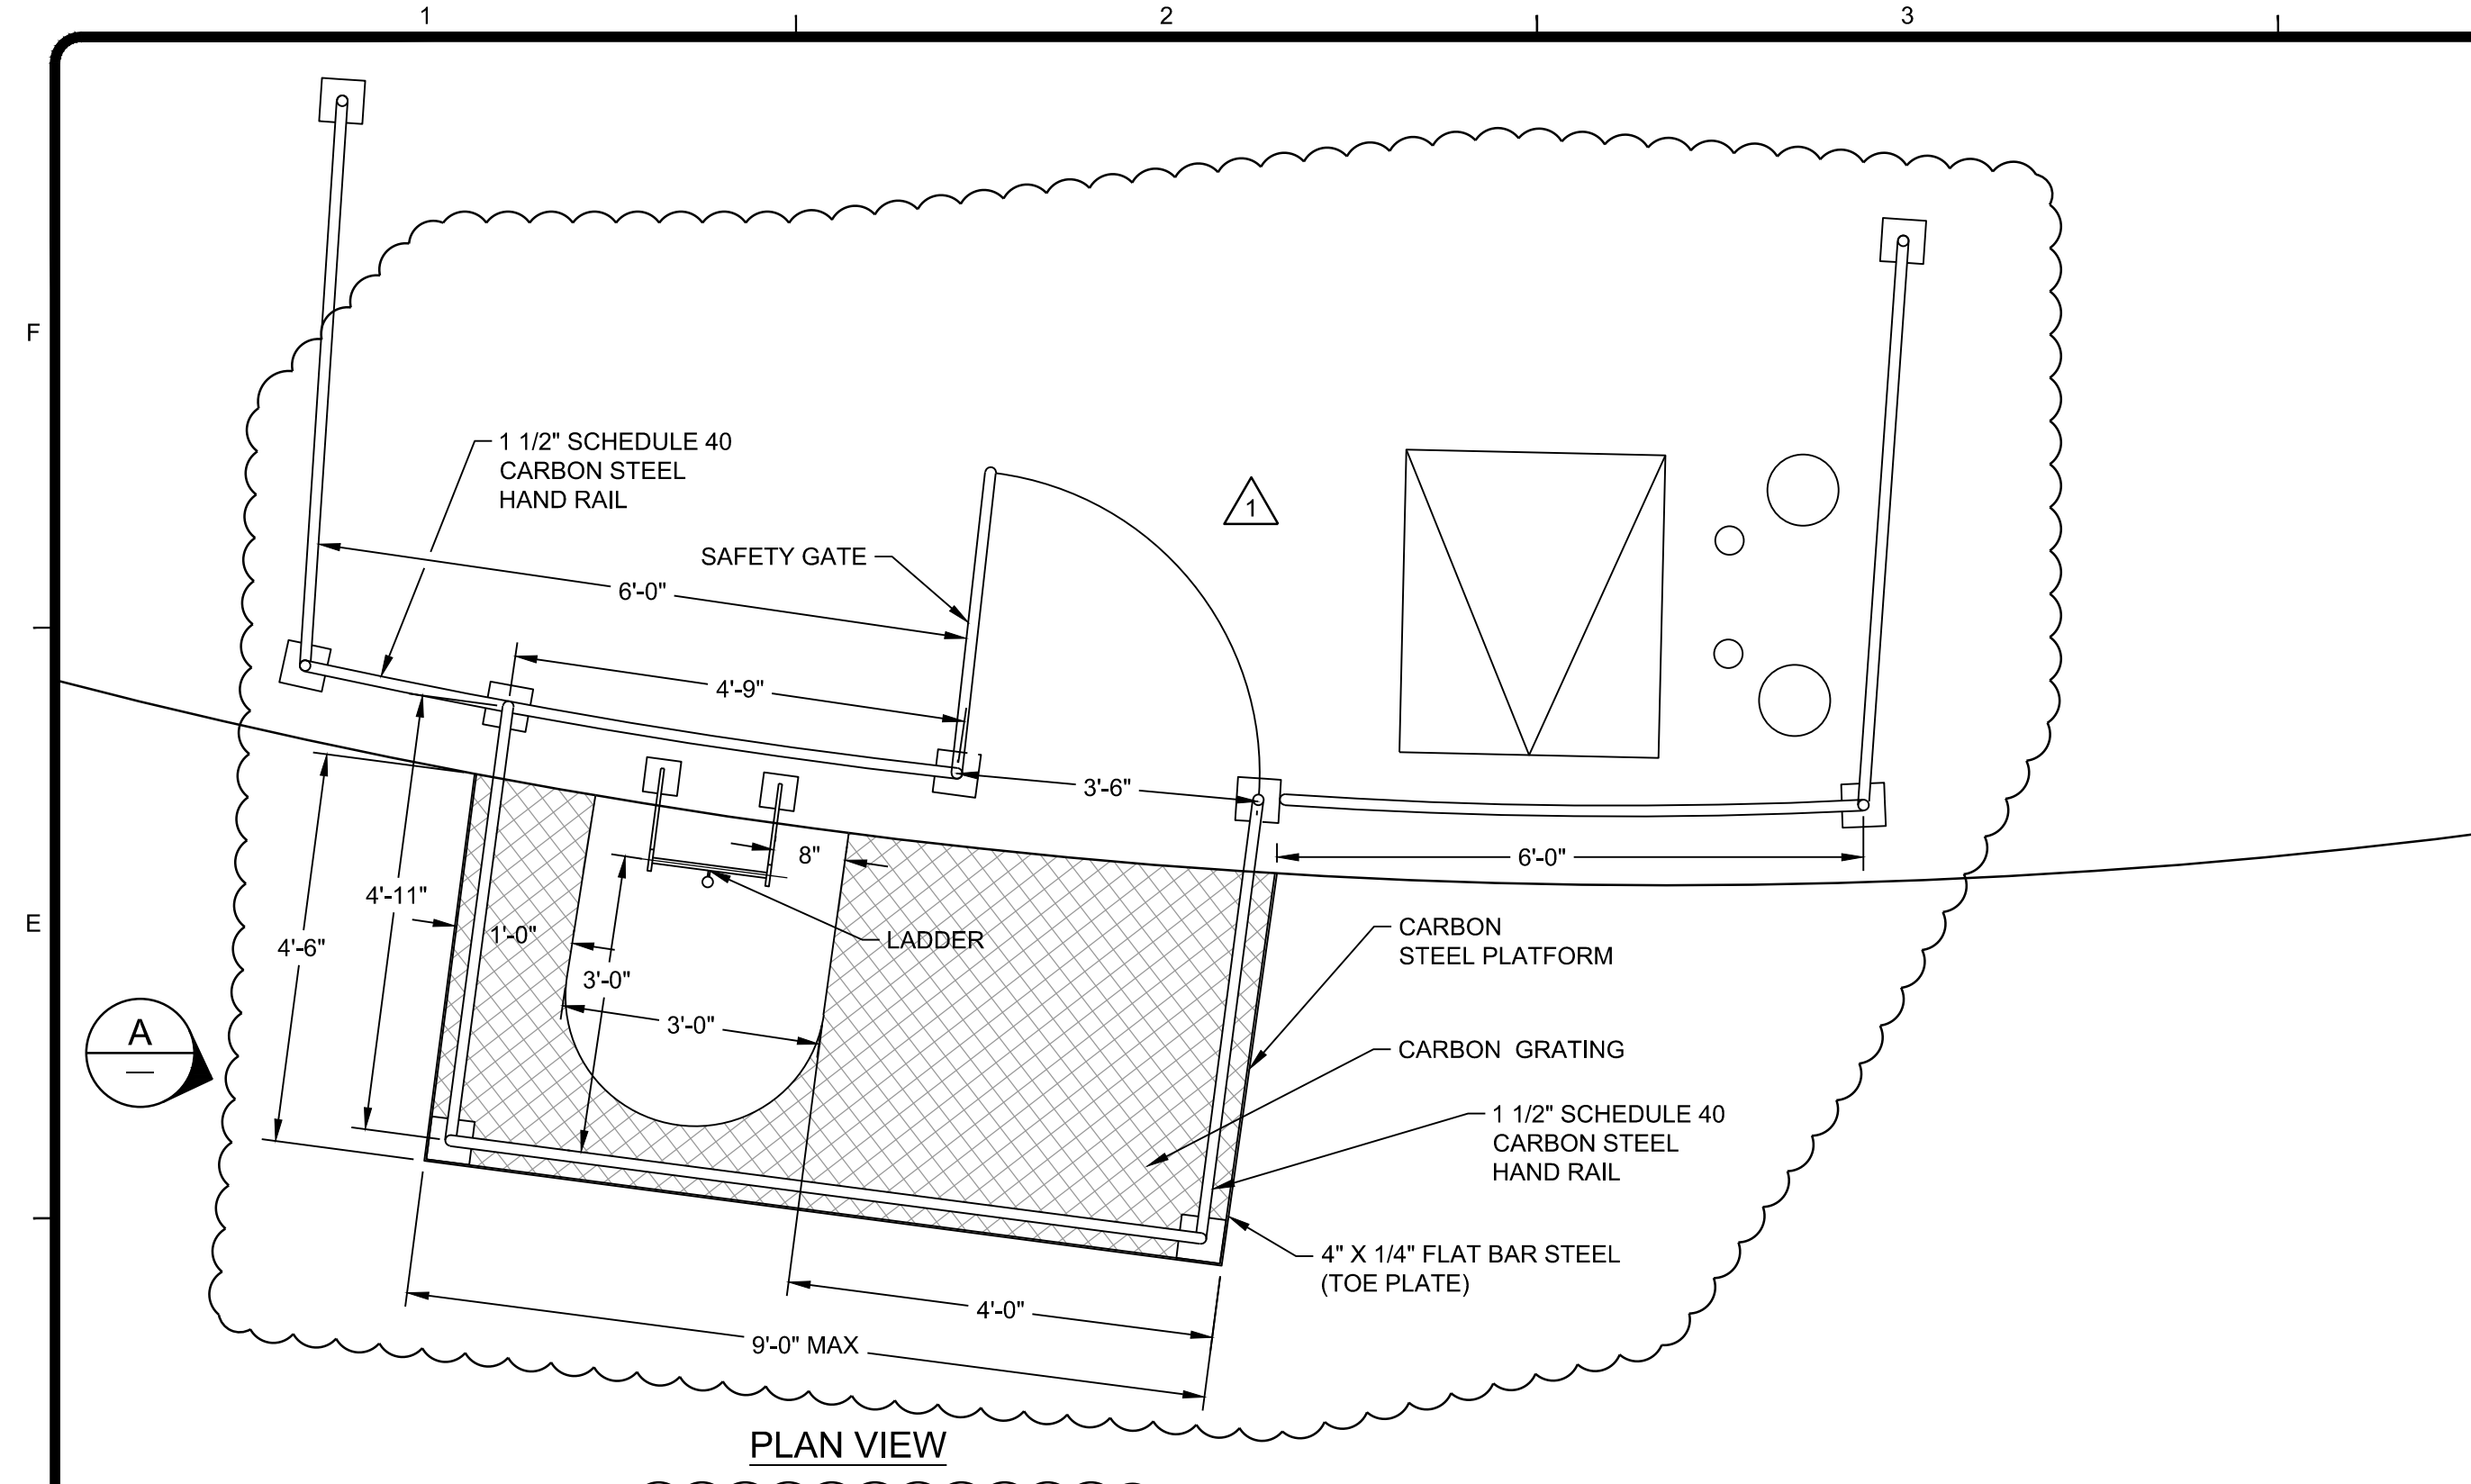 1
2
3
F
1 1/2" SCHEDULE 40
CARBON STEEL
HAND RAIL
1
SAFETY GATE
6'-0"
4'-9"
3'-6"
8"
6'-0"
4'-11"
E
1'-0"
LADDER
4'-6"
CARBON
STEEL PLATFORM
3'-0"
3'-0"
A
CARBON GRATING
1 1/2" SCHEDULE 40
CARBON STEEL
HAND RAIL
4" X 1/4" FLAT BAR STEEL
(TOE PLATE)
4'-0"
9'-0" MAX
PLAN VIEW